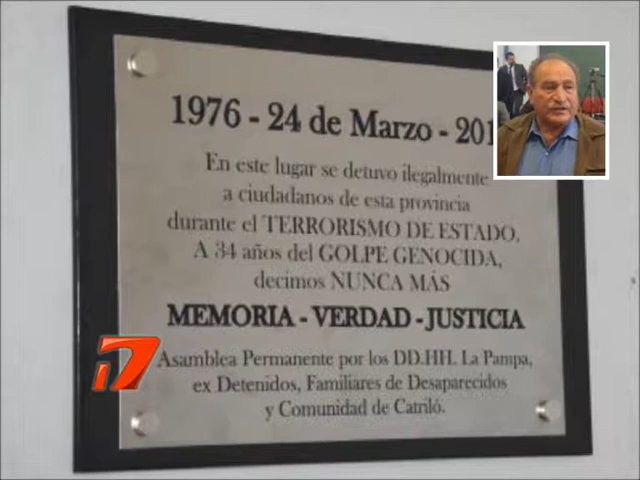 1976 - 24 de Marzo - 201
En este lugar se detuvo ilegalmente
a ciudadanos de esta provincia
durante el TERRORISMO DE ESTADO.
A 34 años del GOLPE GENOCIDA,
decimos NUNCA MÁS
MEMORIA - VERDAD - JUSTICIA
Asamblea Permanente por los DD.HH. La Pampa,
ex Detenidos, Familiares de Desaparecidos
y Comunidad de Catriló.